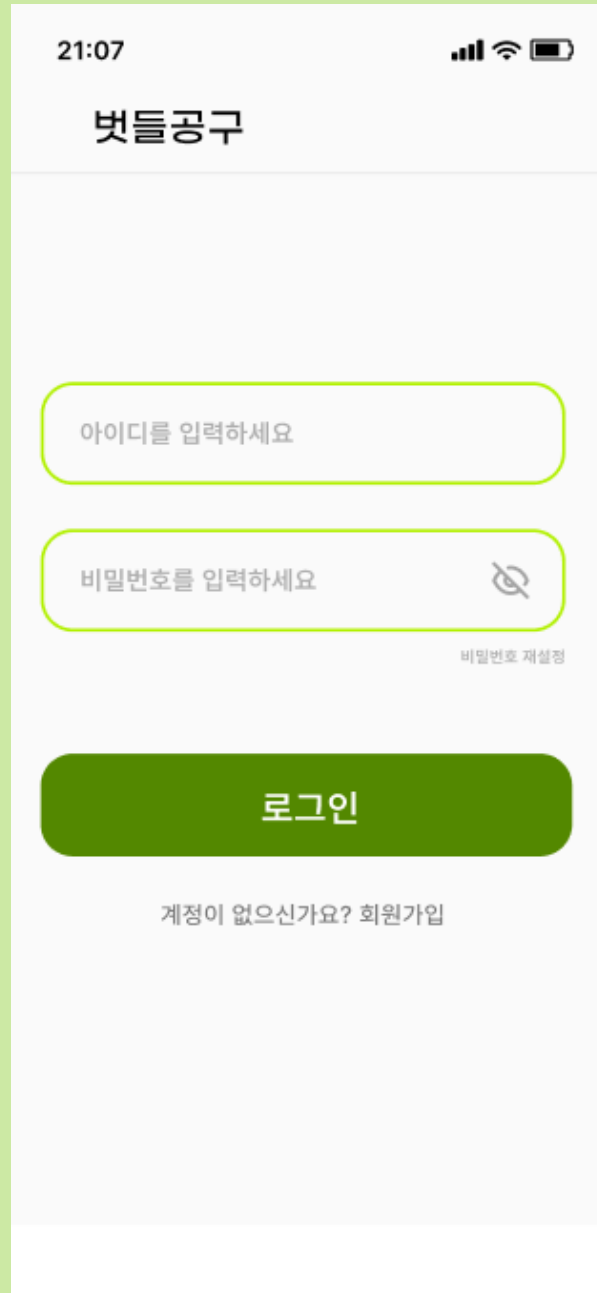 21:07
벗들공구
아이디를 입력하세요
비밀번호를 입력하세요
비밀번호 재설정
로그인
계정이 없으신가요? 회원가입